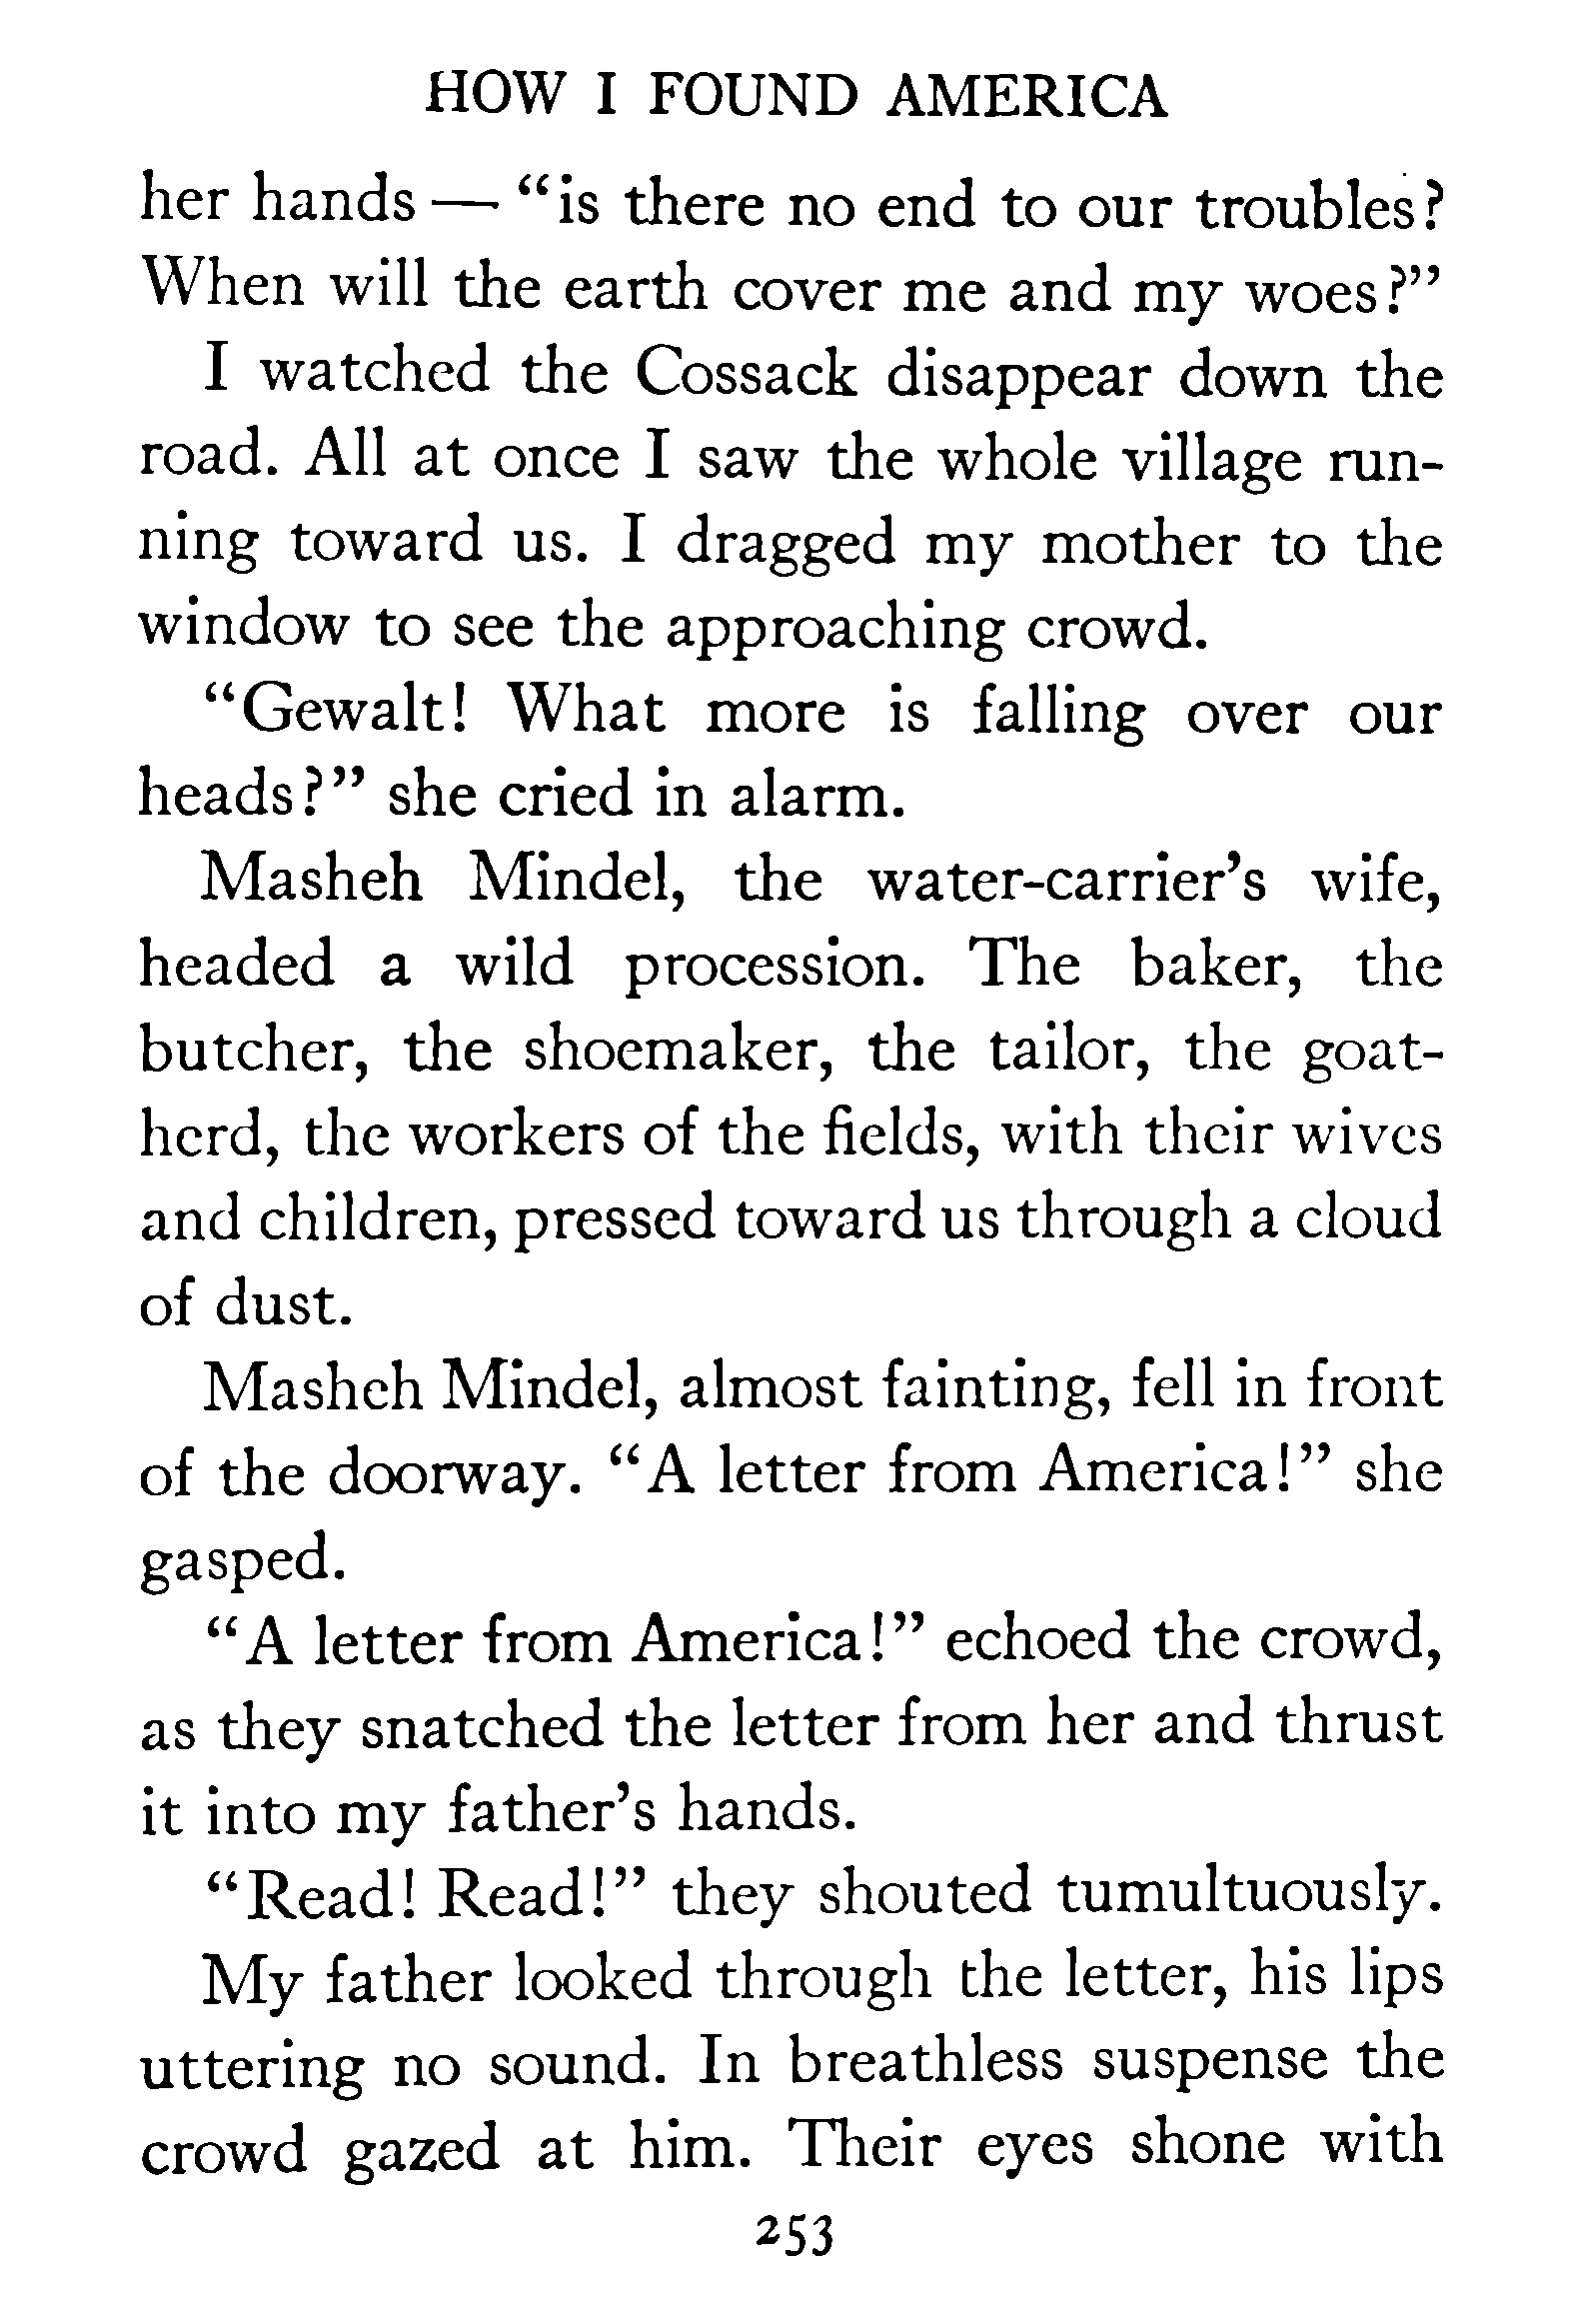 HOW I FOUND AMERICA
her hands — “is there no end to our troubles?
When will the earth cover me and my woes?”
I watched the Cossack disappear down the
road. All at once I saw the whole village run-
ning toward us. I dragged my mother to the
window to see the approaching crowd.
“Gewalt! What more is falling over our
heads?” she cried in alarm.
Masheh Mindel, the water-carrier’s wife,
headed a wild procession. The baker, the
butcher, the shoemaker, the tailor, the goat-
herd, the workers of the fields, with their wives
and children, pressed toward us through a cloud
of dust.
Masheh Mindel, almost fainting, fell in front
of the doorway. “A letter from America!” she
gasped.
“A letter from America!” echoed the crowd,
as they snatched the letter from her and thrust
it into my father’s hands.
“Read! Read!” they shouted tumultuously.
My father looked through the letter, his lips
uttering no sound. In breathless suspense the
crowd gazed at him. Their eyes shone with
253